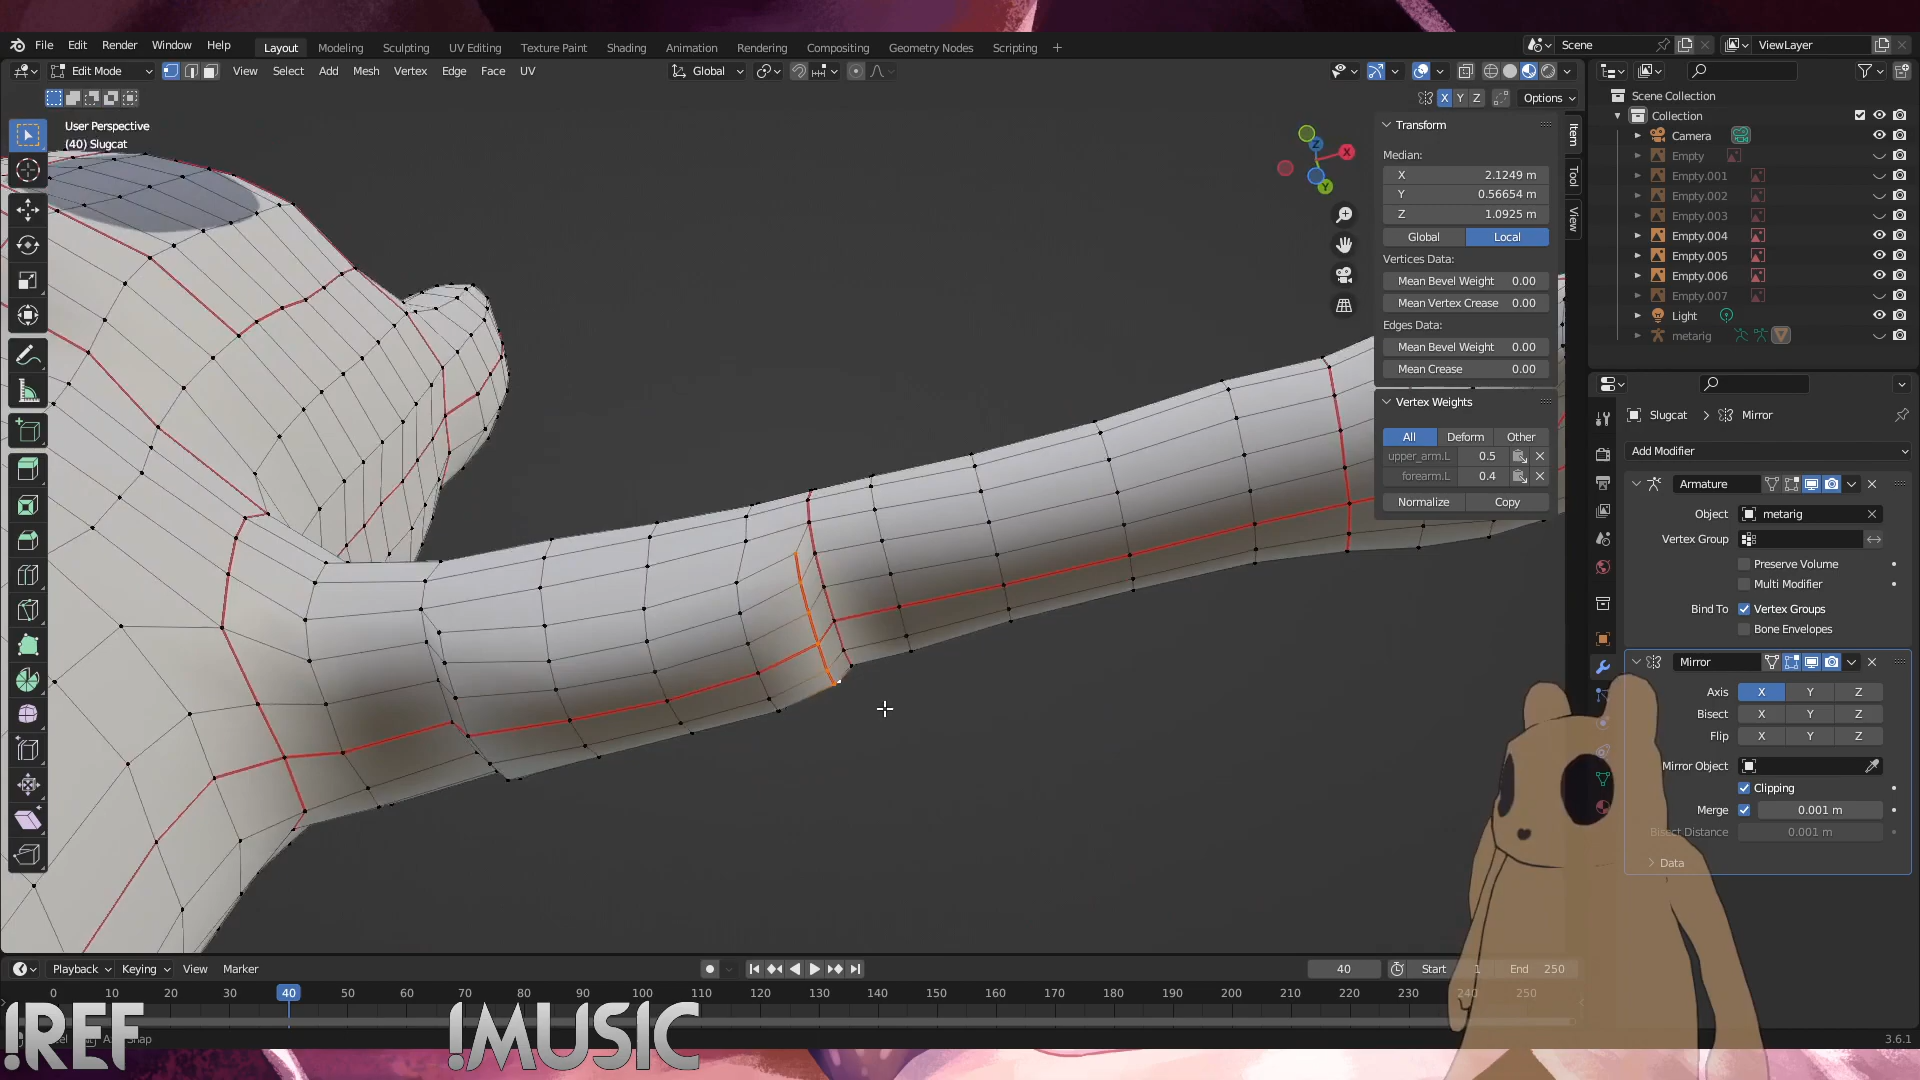 File Edit Render Window Help
Layout Modeling Sculpting UV Editing Texture Paint Shading Animation Rendering Compositing Geometry Nodes Scripting +
Scene
ViewLayer
Edit Mode View Select Add Mesh Vertex Edge Face UV
Global
X Y Z Options
User Perspective
(40) Slugcat
X
Z
Y
Item
Tool
View
Transform
Median:
X 2.1249 m
Y 0.56654 m
Z 1.0925 m
Global Local
Vertices Data:
Mean Bevel Weight 0.00
Mean Vertex Crease 0.00
Edges Data:
Mean Bevel Weight 0.00
Mean Crease 0.00
Vertex Weights
All Deform Other
upper_arm.L 0.5
forearm.L 0.4
Normalize Copy
Scene Collection
Collection
Camera
Empty
Empty.001
Empty.002
Empty.003
Empty.004
Empty.005
Empty.006
Empty.007
Light
metarig
Slugcat > Mirror
Add Modifier
Armature
Object metarig
Vertex Group
Preserve Volume
Multi Modifier
Bind To Vertex Groups
Bone Envelopes
Mirror
Axis X Y Z
Bisect X Y Z
Flip X Y Z
Mirror Object
Clipping
Merge 0.001 m
Bisect Distance 0.001 m
Data
Playback Keying View Marker
40 Start 1 End 250
0 10 20 30 40 50 60 70 80 90 100 110 120 130 140 150 160 170 180 190 200 210 220 230 240 250
!REF
!MUSIC
Snap
3.6.1